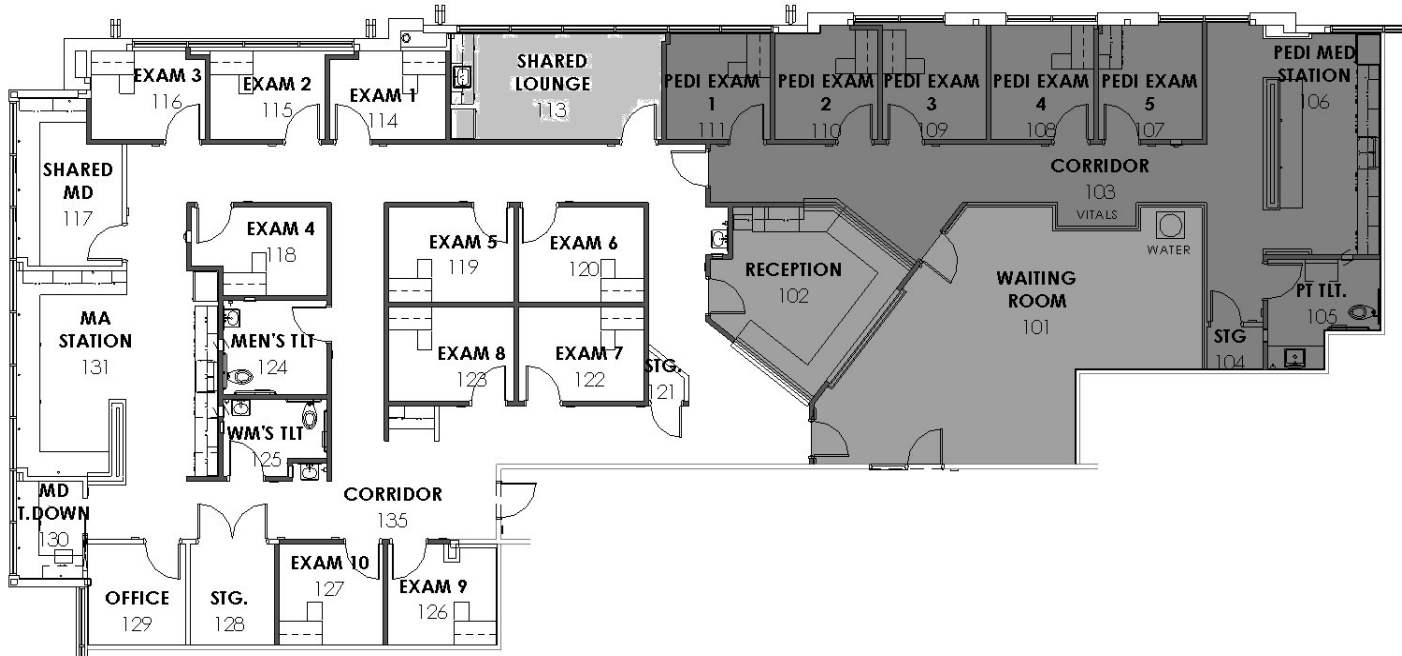 EXAM 3
116
EXAM 2
115
EXAM 1
114
SHARED
LOUNGE
113
PEDI EXAM
1
111
PEDI EXAM
2
110
PEDI EXAM
3
109
PEDI EXAM
4
108
PEDI EXAM
5
107
PEDI MED
STATION
106
SHARED
MD
117
CORRIDOR
103
VITALS
EXAM 4
118
EXAM 5
119
EXAM 6
120
RECEPTION
102
WAITING
ROOM
101
WATER
PT TLT.
105
STG
104
MA
STATION
131
MEN'S TLT
124
EXAM 8
123
EXAM 7
122
STG.
121
WM'S TLT
125
MD
T.DOWN
130
CORRIDOR
135
OFFICE
129
STG.
128
EXAM 10
127
EXAM 9
126